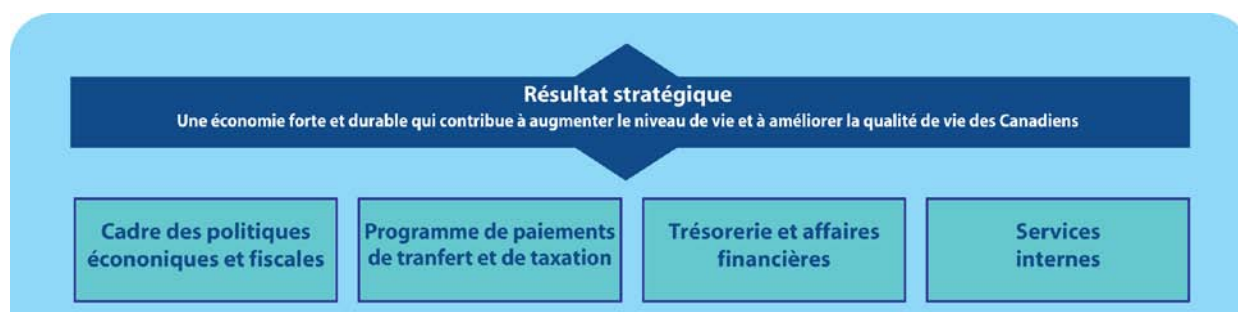 Résultat stratégique
Une économie forte et durable qui contribue à augmenter le niveau de vie et à améliorer la qualité de vie des Canadiens
Cadre des politiques
écononiques et fiscales
Programme de paiements
de tranfert et de taxation
Trésorerie et affaires
financières
Services
internes